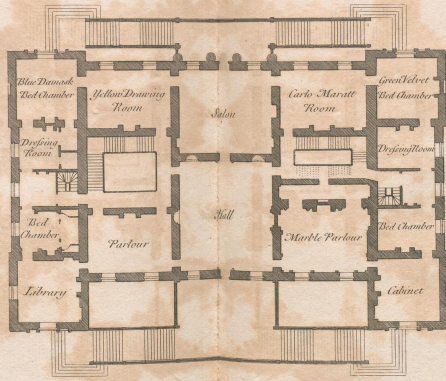 Blue Damask
Bed Chamber
Yellow Drawing
Room
Salon
Carlo Maratt
Room
Green Velvet
Bed Chamber
Dressing
Room
Dressing Room
Bed
Chamber
Parlour
Hall
Marble Parlour
Bed Chamber
Library
Cabinet